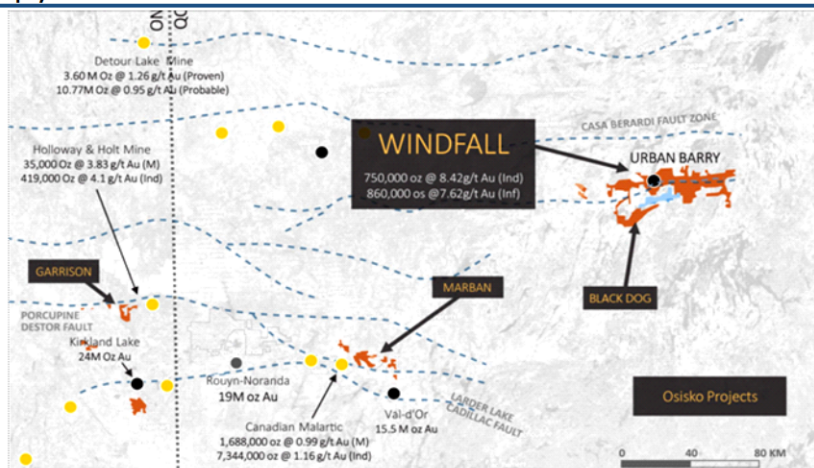 ON
QC
Detour Lake Mine
3.60 M Oz @ 1.26 g/t Au (Proven)
10.77M Oz @ 0.95 g/t Au (Probable)
CASA BERARDI FAULT ZONE
WINDFALL
750,000 oz @ 8.42g/t Au (Ind)
860,000 os @7.62g/t Au (Inf)
URBAN BARRY
Holloway & Holt Mine
35,000 Oz @ 3.83 g/t Au (M)
419,000 Oz @ 4.1 g/t Au (Ind)
GARRISON
MARBAN
BLACK DOG
PORCUPINE
DESTOR FAULT
Kirkland Lake
24M Oz Au
Rouyn-Noranda
19M oz Au
Val-d'Or
15.5 M oz Au
LARDER LAKE
CADILLAC FAULT
Canadian Malartic
1,688,000 oz @ 0.99 g/t Au (M)
7,344,000 oz @ 1.16 g/t Au (Ind)
Osisko Projects
0 40 80 KM